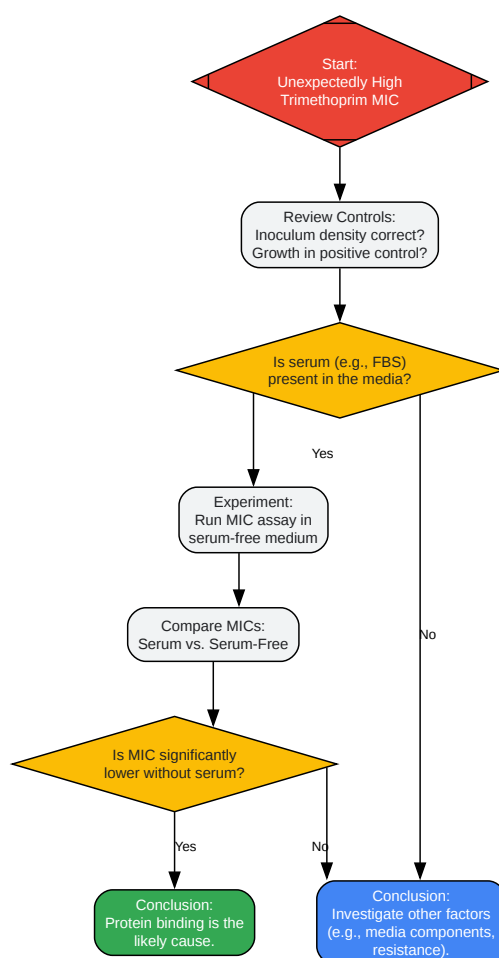 Start:
Unexpectedly High
Trimethoprim MIC
Review Controls:
Inoculum density correct?
Growth in positive control?
Is serum (e.g., FBS)
present in the media?
Yes
Experiment:
Run MIC assay in
serum-free medium
Compare MICs:
Serum vs. Serum-Free
No
Is MIC significantly
lower without serum?
Yes
No
Conclusion:
Protein binding is the
likely cause.
Conclusion:
Investigate other factors
(e.g., media components,
resistance).